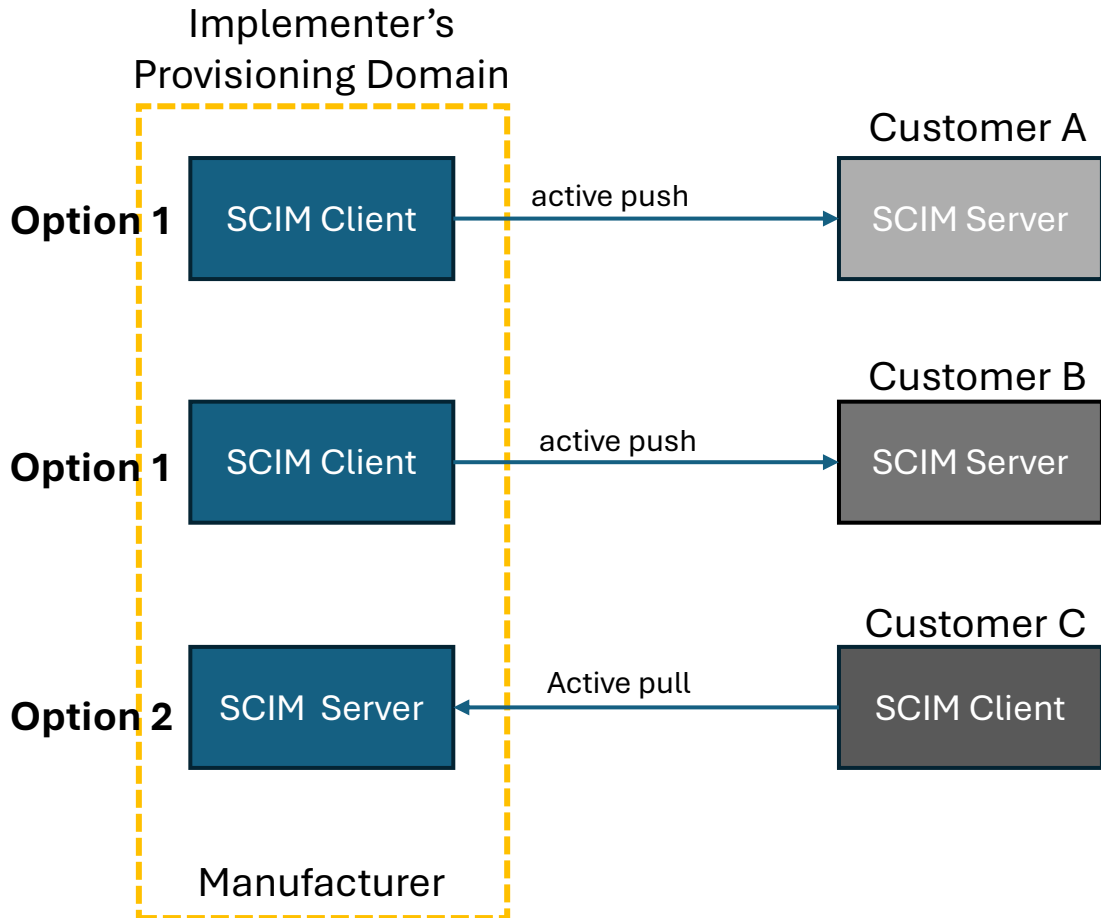 Implementer’s
Provisioning Domain
Customer A
Option 1
SCIM Client
active push
SCIM Server
Customer B
Option 1
SCIM Client
active push
SCIM Server
Customer C
Option 2
SCIM  Server
Active pull
SCIM Client
Manufacturer